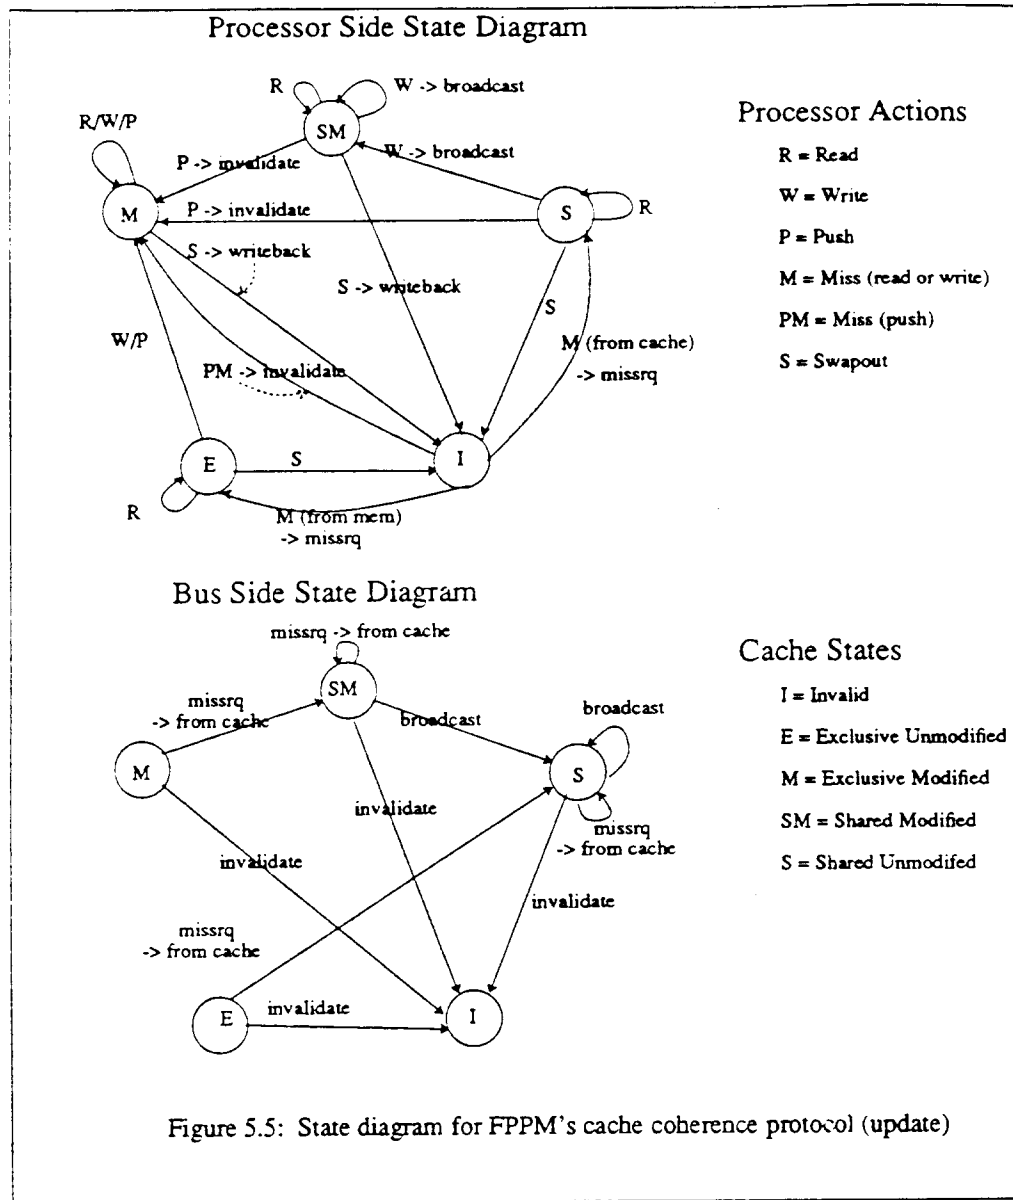 Processor Side State Diagram
R
W -> broadcast
SM
R/W/P
P -> invalidate
W -> broadcast
M
P -> invalidate
S
R
S -> writeback
S -> writeback
S
W/P
M (from cache)
-> missrq
PM -> invalidate
E
S
I
R
M (from mem)
-> missrq
Processor Actions
R = Read
W = Write
P = Push
M = Miss (read or write)
PM = Miss (push)
S = Swapout
Bus Side State Diagram
missrq -> from cache
SM
missrq
-> from cache
broadcast
broadcast
M
S
invalidate
missrq
-> from cache
invalidate
invalidate
missrq
-> from cache
E
invalidate
I
Cache States
I = Invalid
E = Exclusive Unmodified
M = Exclusive Modified
SM = Shared Modified
S = Shared Unmodifed
Figure 5.5: State diagram for FPPM's cache coherence protocol (update)